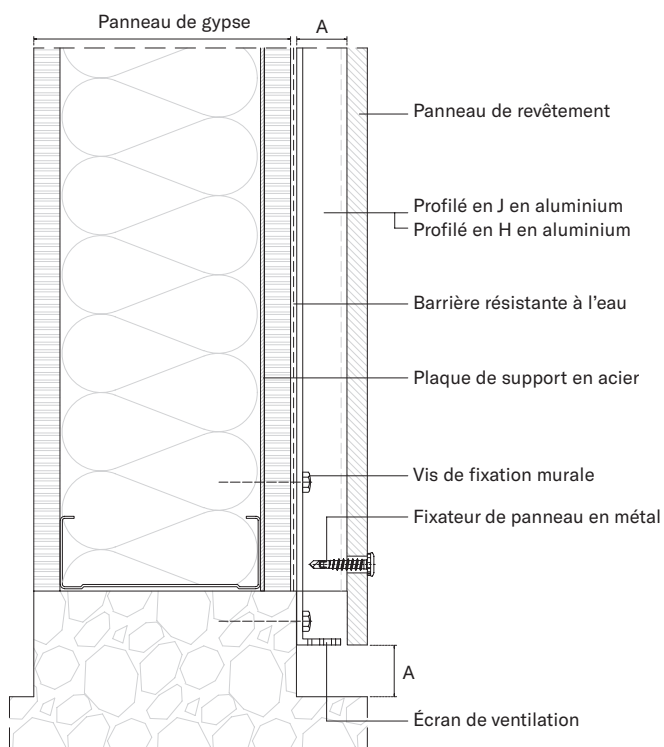 Panneau de gypse
A
Panneau de revêtement
Profilé en J en aluminium
Profilé en H en aluminium
Barrière résistante à l’eau
Plaque de support en acier
Vis de fixation murale
Fixateur de panneau en métal
A
Écran de ventilation